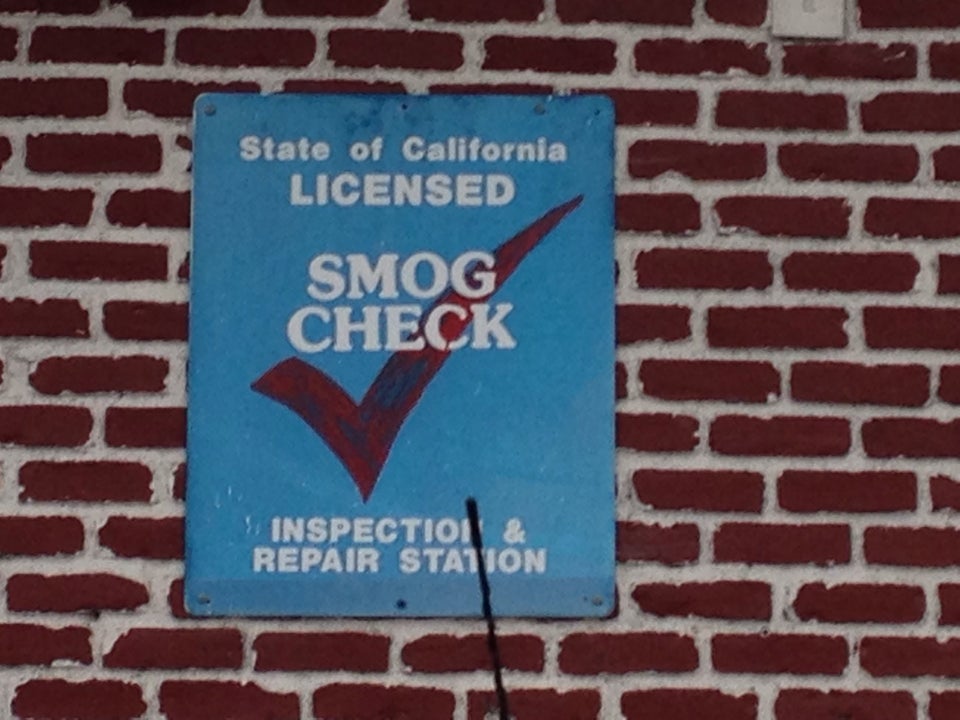 State of California
LICENSED
SMOG
CHECK
INSPECTION &
REPAIR STATION